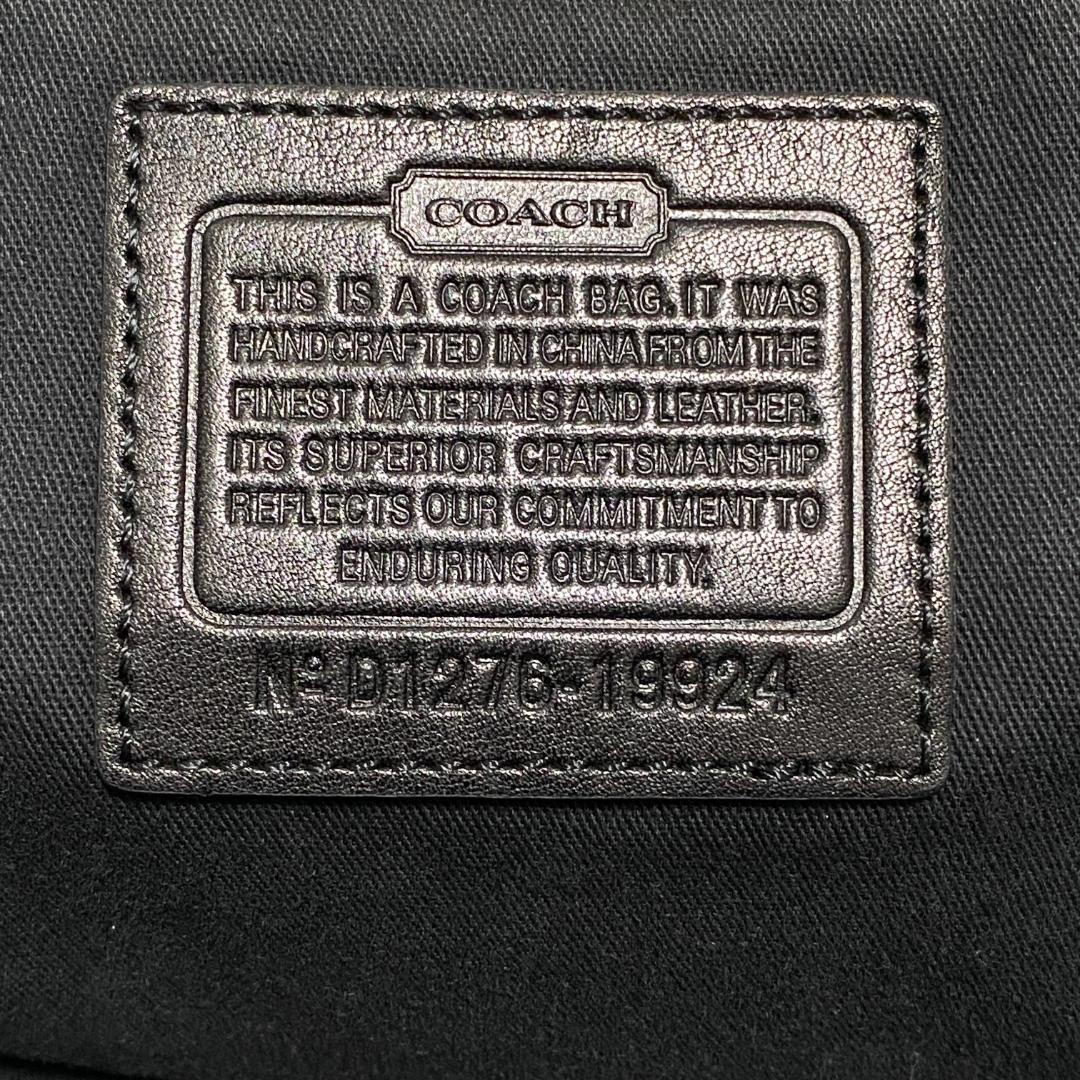 COACH
THIS IS A COACH BAG. IT WAS
HANDCRAFTED IN CHINA FROM THE
FINEST MATERIALS AND LEATHER.
ITS SUPERIOR CRAFTSMANSHIP
REFLECTS OUR COMMITMENT TO
ENDURING QUALITY.
Nº D1276-19924